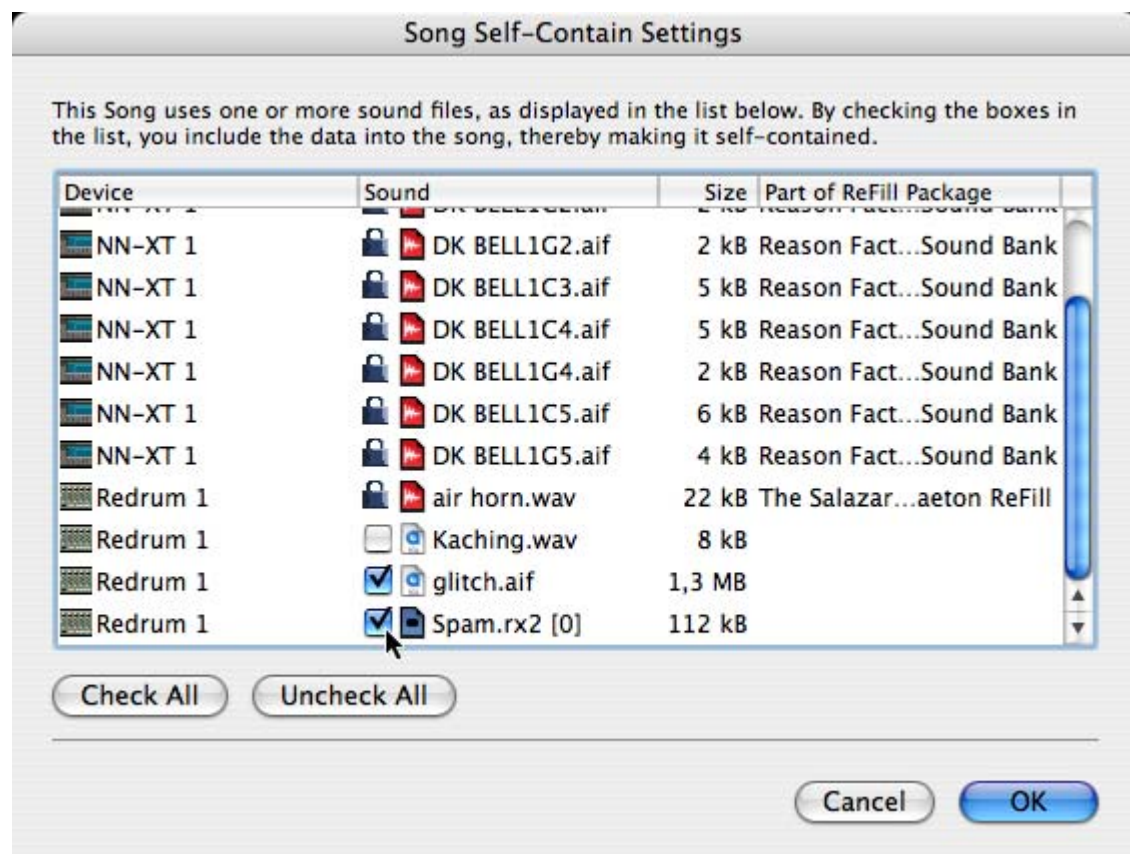 Song Self-Contain Settings
This Song uses one or more sound files, as displayed in the list below. By checking the boxes in
the list, you include the data into the song, thereby making it self-contained.
Device Sound Size Part of ReFill Package
NN-XT 1 DK BELL1G2.aif 2 kB Reason Fact...Sound Bank
NN-XT 1 DK BELL1C3.aif 5 kB Reason Fact...Sound Bank
NN-XT 1 DK BELL1C4.aif 5 kB Reason Fact...Sound Bank
NN-XT 1 DK BELL1G4.aif 2 kB Reason Fact...Sound Bank
NN-XT 1 DK BELL1C5.aif 6 kB Reason Fact...Sound Bank
NN-XT 1 DK BELL1G5.aif 4 kB Reason Fact...Sound Bank
Redrum 1 air horn.wav 22 kB The Salazar...aeton ReFill
Redrum 1 Kaching.wav 8 kB
Redrum 1 glitch.aif 1,3 MB
Redrum 1 Spam.rx2 [0] 112 kB
Check All Uncheck All
Cancel OK